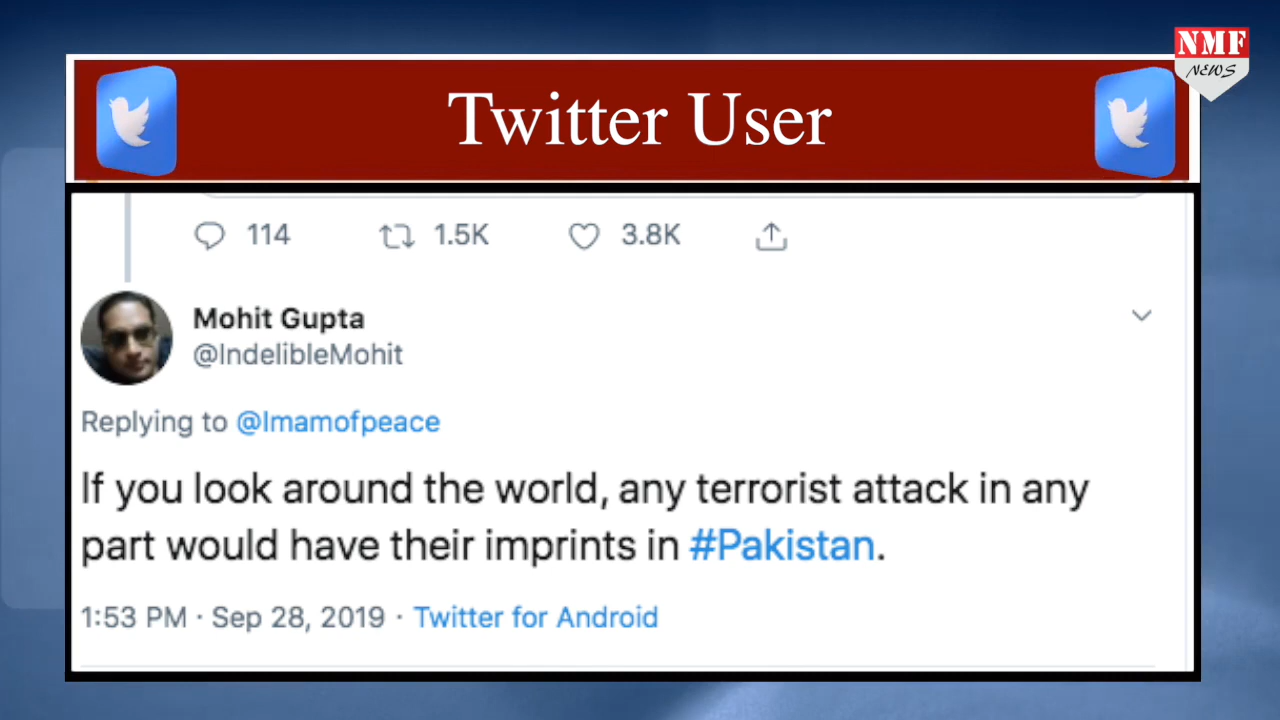 NMF
NEWS
Twitter User
114 1.5K 3.8K
Mohit Gupta
@IndelibleMohit
Replying to @Imamofpeace
If you look around the world, any terrorist attack in any
part would have their imprints in #Pakistan.
1:53 PM · Sep 28, 2019 · Twitter for Android